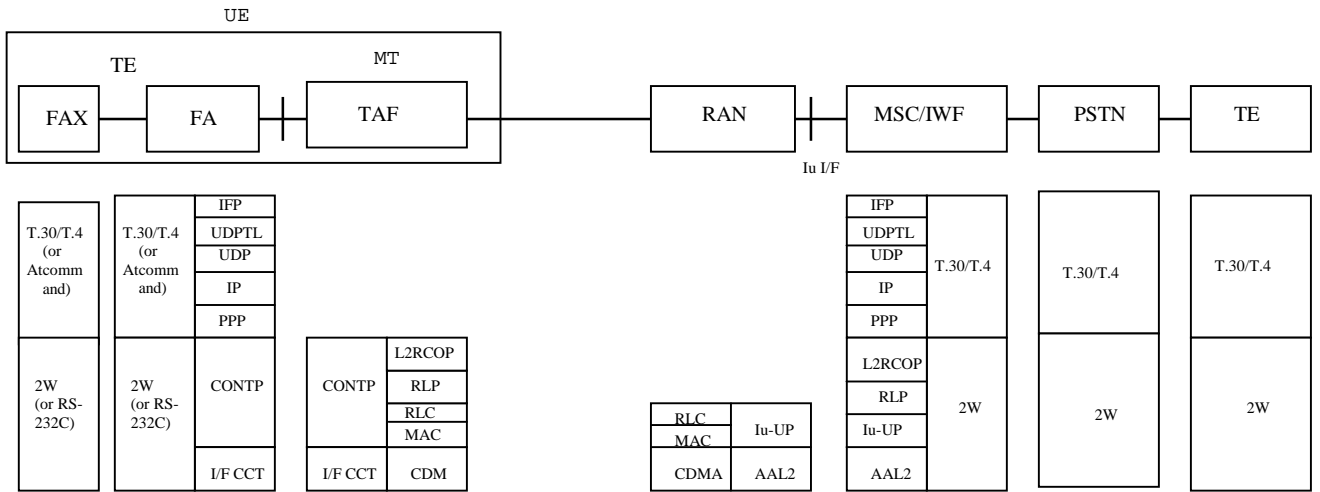 UE
TE
MT
FAX
FA
TAF
RAN
MSC/IWF
PSTN
TE
Iu I/F
T.30/T.4
(or
Atcomm
and)
2W
(or RS-
232C)
T.30/T.4
(or
Atcomm
and)
2W
(or RS-
232C)
IFP
UDPTL
UDP
IP
PPP
CONTP
I/F CCT
CONTP
I/F CCT
L2RCOP
RLP
RLC
MAC
CDM
RLC
MAC
CDMA
Iu-UP
AAL2
IFP
UDPTL
UDP
IP
PPP
L2RCOP
RLP
Iu-UP
AAL2
T.30/T.4
2W
T.30/T.4
2W
T.30/T.4
2W